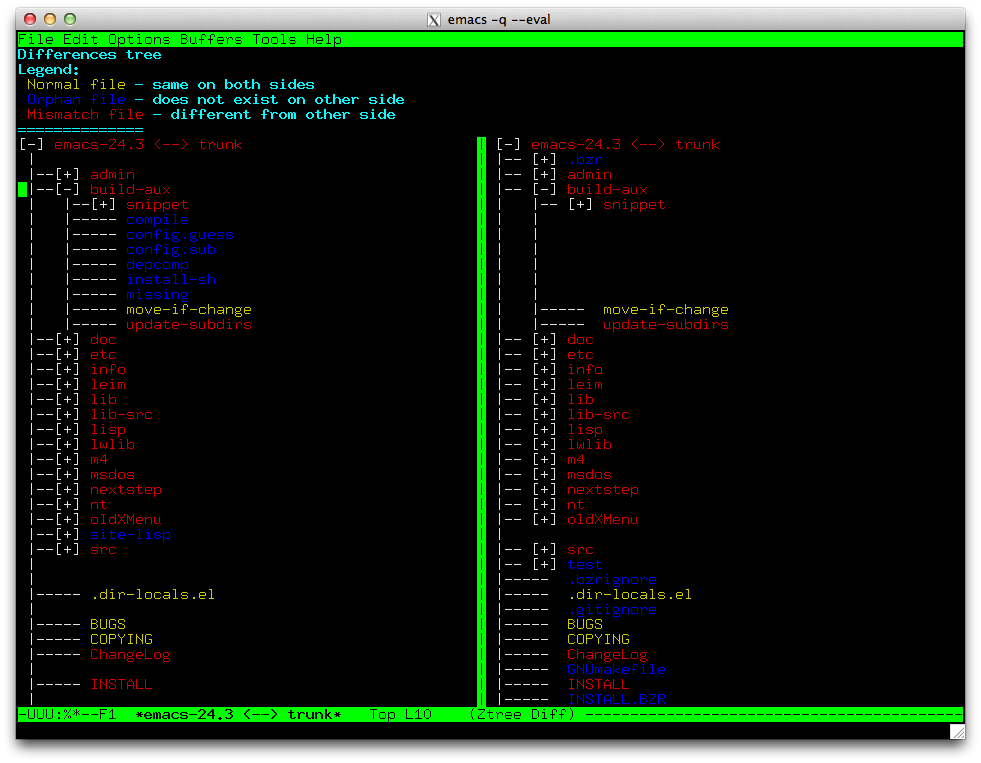 emacs -q --eval
File Edit Options Buffers Tools Help
Differences tree
Legend:
 Normal file - same on both sides
 Orphan file - does not exist on other side
 Mismatch file - different from other side
==============
[-] emacs-24.3 <--> trunk                          | [-] emacs-24.3 <--> trunk
 |                                                 | |-- [+] .bzr
 |--[+] admin                                      | |-- [+] admin
 |--[-] build-aux                                  | |-- [-] build-aux
 |   |--[+] snippet                                | |   |-- [+] snippet
 |   |----- compile                                | |   |
 |   |----- config.guess                           | |   |
 |   |----- config.sub                             | |   |
 |   |----- depcomp                                | |   |
 |   |----- install-sh                             | |   |
 |   |----- missing                                | |   |
 |   |----- move-if-change                         | |   |----- move-if-change
 |   |----- update-subdirs                         | |   |----- update-subdirs
 |--[+] doc                                        | |-- [+] doc
 |--[+] etc                                        | |-- [+] etc
 |--[+] info                                       | |-- [+] info
 |--[+] leim                                       | |-- [+] leim
 |--[+] lib                                        | |-- [+] lib
 |--[+] lib-src                                    | |-- [+] lib-src
 |--[+] lisp                                       | |-- [+] lisp
 |--[+] lwlib                                      | |-- [+] lwlib
 |--[+] m4                                         | |-- [+] m4
 |--[+] msdos                                      | |-- [+] msdos
 |--[+] nextstep                                   | |-- [+] nextstep
 |--[+] nt                                         | |-- [+] nt
 |--[+] oldXMenu                                   | |-- [+] oldXMenu
 |--[+] site-lisp                                  | |
 |--[+] src                                        | |-- [+] src
 |                                                 | |-- [+] test
 |                                                 | |----- .bzrignore
 |----- .dir-locals.el                             | |----- .dir-locals.el
 |                                                 | |----- .gitignore
 |----- BUGS                                       | |----- BUGS
 |----- COPYING                                    | |----- COPYING
 |----- ChangeLog                                  | |----- ChangeLog
 |                                                 | |----- GNUmakefile
 |----- INSTALL                                    | |----- INSTALL
 |                                                 | |----- INSTALL.BZR
-UUU:%*--F1  *emacs-24.3 <--> trunk*   Top L10    (Ztree Diff) ------------------------------------------